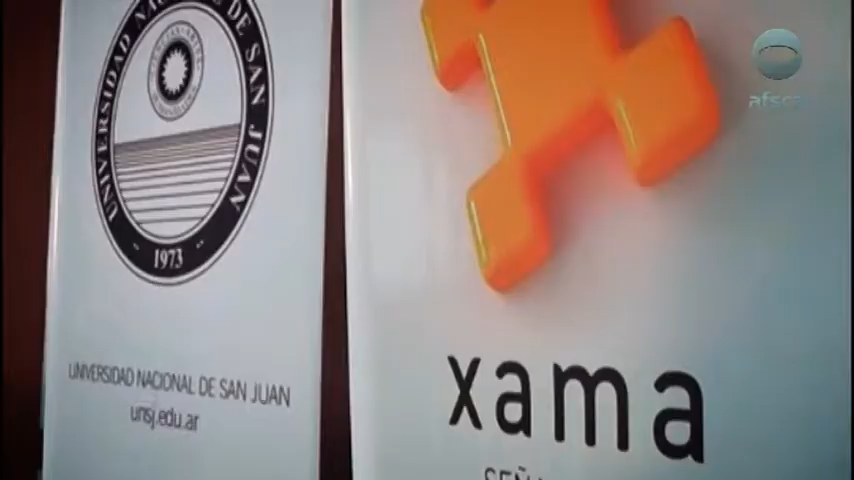 UNIVERSIDAD NACIONAL DE SAN JUAN
1973
UNIVERSIDAD NACIONAL DE SAN JUAN
unsj.edu.ar
xama
afsca